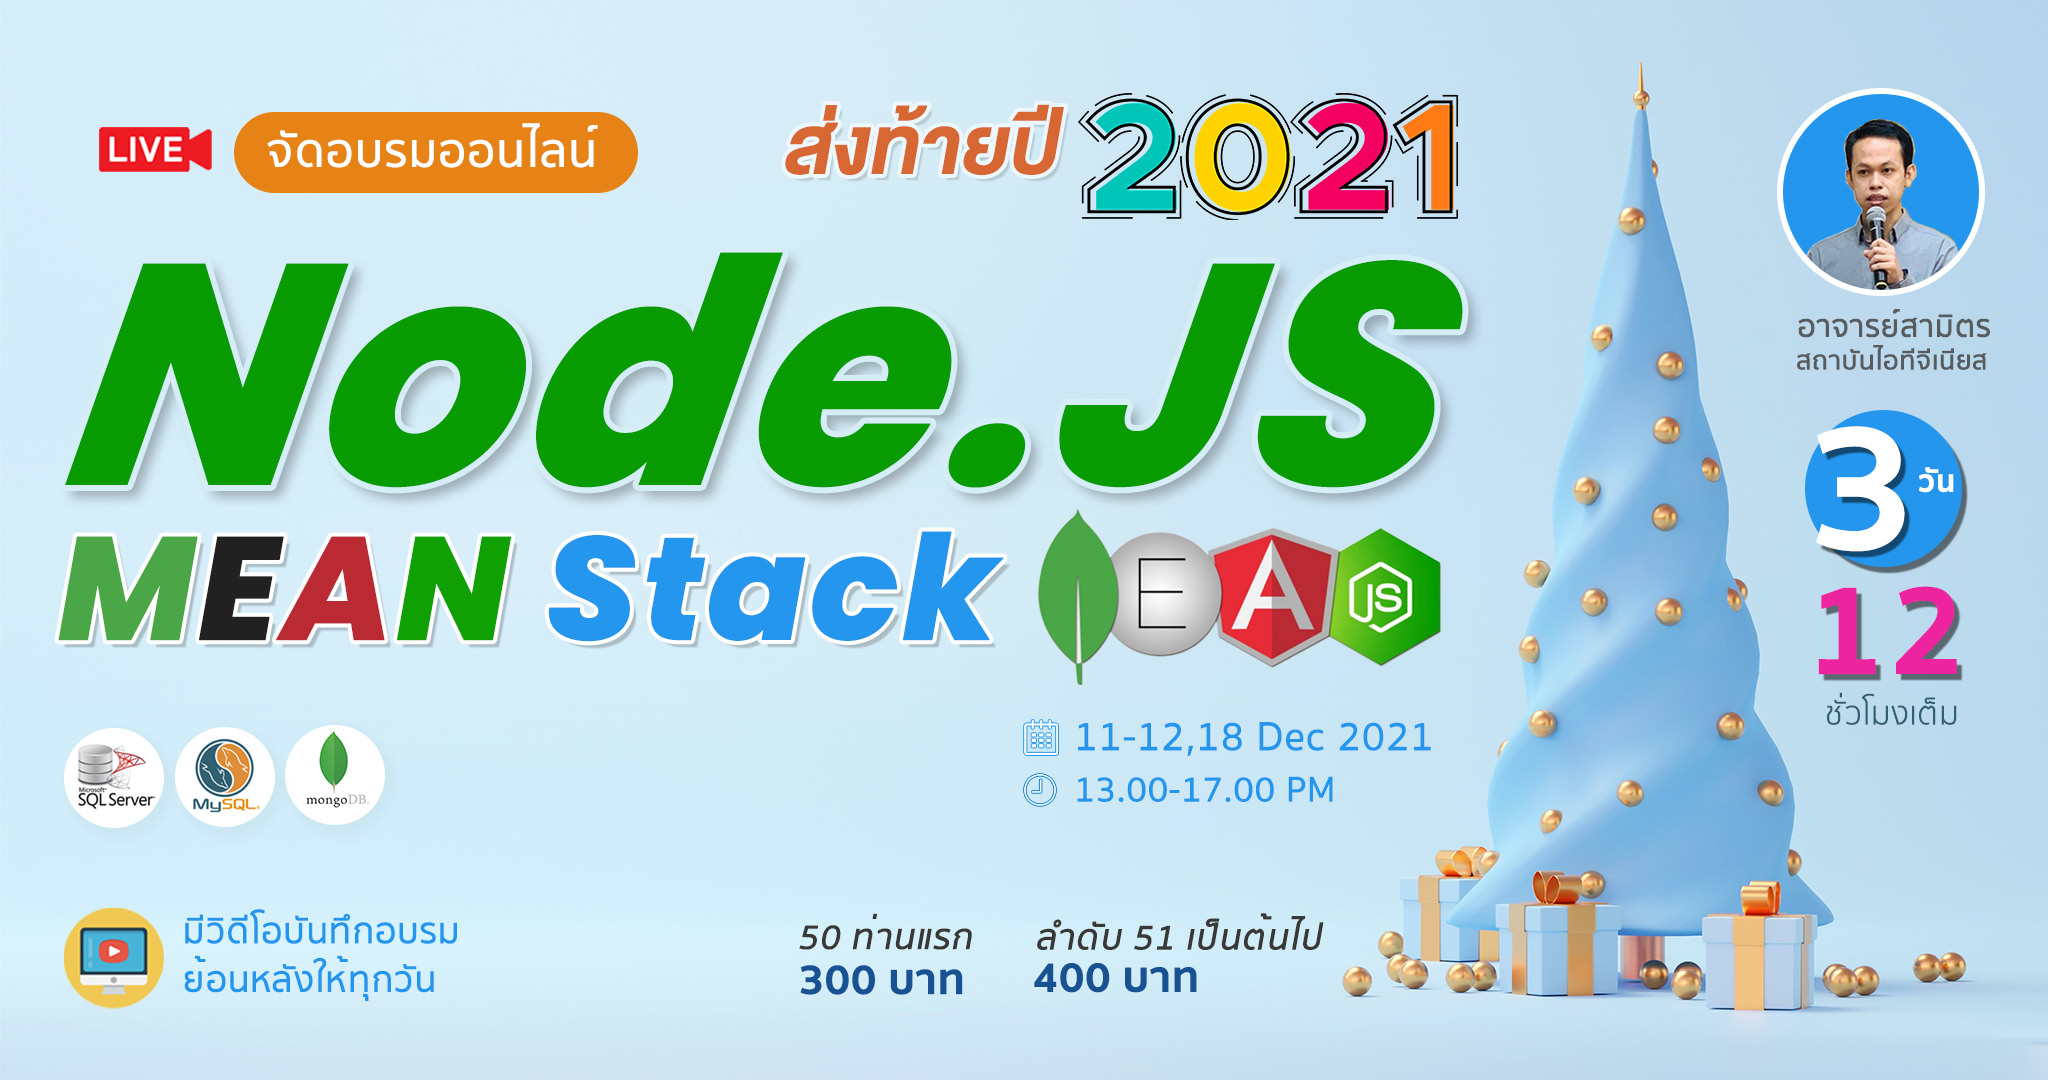 LIVE
จัดอบรมออนไลน์
ส่งท้ายปี 2021
Node.JS
MEAN Stack
E A JS
อาจารย์สามิตร
สถาบันไอทีจีเนียส
3 วัน
12
ชั่วโมงเต็ม
11-12,18 Dec 2021
13.00-17.00 PM
Microsoft
SQL Server
MySQL
mongoDB
มีวิดีโอบันทึกอบรม
ย้อนหลังให้ทุกวัน
50 ท่านแรก
300 บาท
ลำดับ 51 เป็นต้นไป
400 บาท